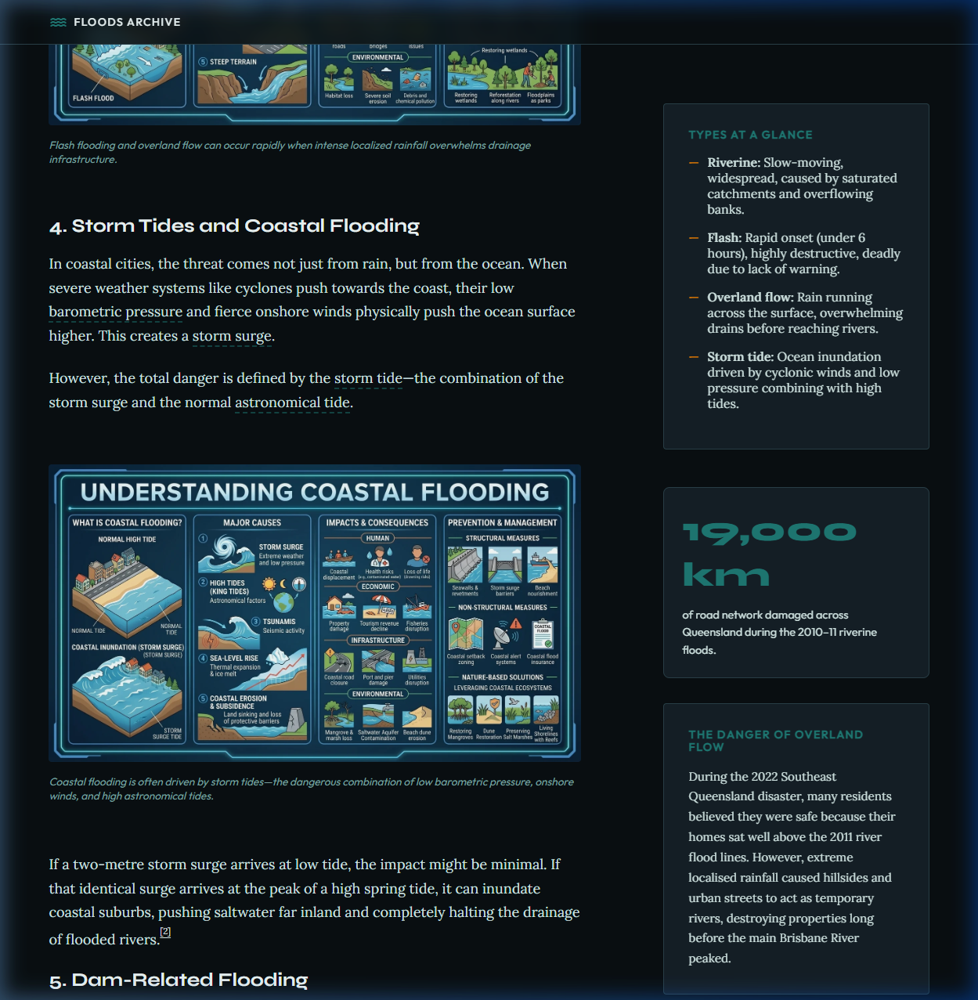 FLOODS ARCHIVE
FLASH FLOOD
5 STEEP TERRAIN
roads
bridges
issues
ENVIRONMENTAL
Habitat loss
Severe soil
erosion
Debris and
chemical pollution
Restoring wetlands
Restoring
wetlands
Reforestation
along rivers
Floodplains
as parks
Flash flooding and overland flow can occur rapidly when intense localized rainfall overwhelms drainage
infrastructure.
4. Storm Tides and Coastal Flooding
In coastal cities, the threat comes not just from rain, but from the ocean. When
severe weather systems like cyclones push towards the coast, their low
barometric pressure and fierce onshore winds physically push the ocean surface
higher. This creates a storm surge.
However, the total danger is defined by the storm tide—the combination of the
storm surge and the normal astronomical tide.
UNDERSTANDING COASTAL FLOODING
WHAT IS COASTAL FLOODING?
NORMAL HIGH TIDE
NORMAL TIDE
NORMAL
TIDE
COASTAL INUNDATION (STORM SURGE)
STORM SURGE)
STORM
SURGE TIDE
MAJOR CAUSES
1 STORM SURGE
Extreme weather
and low pressure
2 HIGH TIDES
(KING TIDES)
Astronomical factors
3 TSUNAMIS
Seismic activity
4 SEA-LEVEL RISE
Thermal expansion
& ice melt
5 COASTAL EROSION
& SUBSIDENCE
Land sinking and loss
of protective barriers
IMPACTS & CONSEQUENCES
HUMAN
Coastal
displacement
Health risks
(e.g., contaminated water)
Loss of life
(drowning risks)
ECONOMIC
Property
damage
Tourism revenue
decline
Fisheries
disruption
INFRASTRUCTURE
Coastal road
closure
Port and pier
damage
Utilities
disruption
ENVIRONMENTAL
Mangrove &
marsh loss
Saltwater Aquifer
Contamination
Beach dune
erosion
PREVENTION & MANAGEMENT
STRUCTURAL MEASURES
Seawalls &
revetments
Storm surge
barriers
Beach
nourishment
NON-STRUCTURAL MEASURES
COASTAL
FLOOD
Coastal setback
zoning
Coastal alert
systems
Coastal flood
insurance
NATURE-BASED SOLUTIONS
LEVERAGING COASTAL ECOSYSTEMS
Restoring
Mangroves
Dune
Restoration
Preserving
Salt Marshes
Living
Shorelines
with Reefs
Coastal flooding is often driven by storm tides—the dangerous combination of low barometric pressure, onshore
winds, and high astronomical tides.
If a two-metre storm surge arrives at low tide, the impact might be minimal. If
that identical surge arrives at the peak of a high spring tide, it can inundate
coastal suburbs, pushing saltwater far inland and completely halting the drainage
of flooded rivers.[2]
5. Dam-Related Flooding
TYPES AT A GLANCE
— Riverine: Slow-moving,
widespread, caused by saturated
catchments and overflowing
banks.
— Flash: Rapid onset (under 6
hours), highly destructive, deadly
due to lack of warning.
— Overland flow: Rain running
across the surface, overwhelming
drains before reaching rivers.
— Storm tide: Ocean inundation
driven by cyclonic winds and low
pressure combining with high
tides.
19,000
km
of road network damaged across
Queensland during the 2010–11 riverine
floods.
THE DANGER OF OVERLAND
FLOW
During the 2022 Southeast
Queensland disaster, many residents
believed they were safe because their
homes sat well above the 2011 river
flood lines. However, extreme
localised rainfall caused hillsides and
urban streets to act as temporary
rivers, destroying properties long
before the main Brisbane River
peaked.